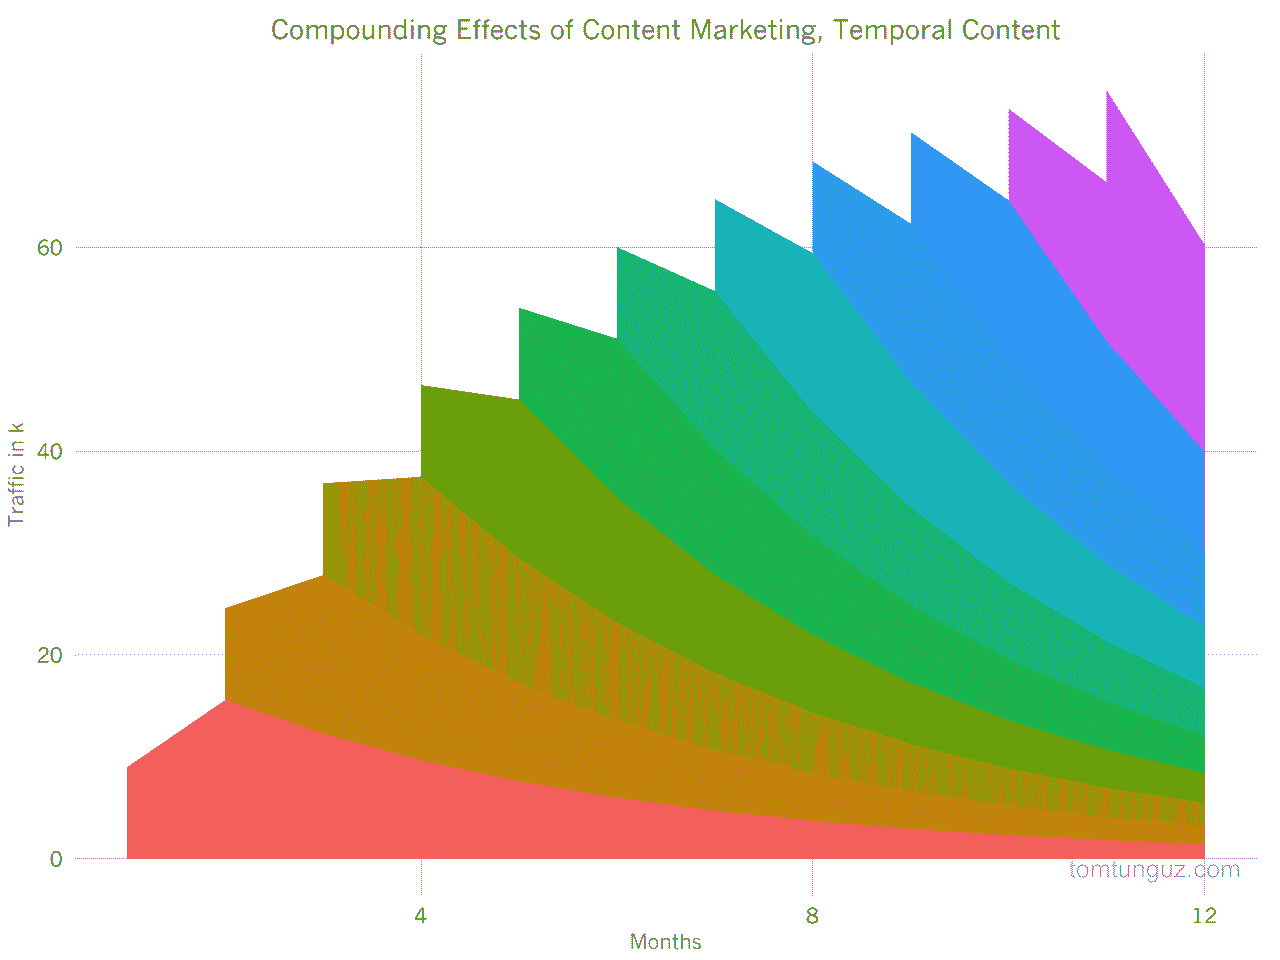 Compounding Effects of Content Marketing, Temporal Content
60
40
20
0
Traffic in k
4
8
12
Months
tomtunguz.com